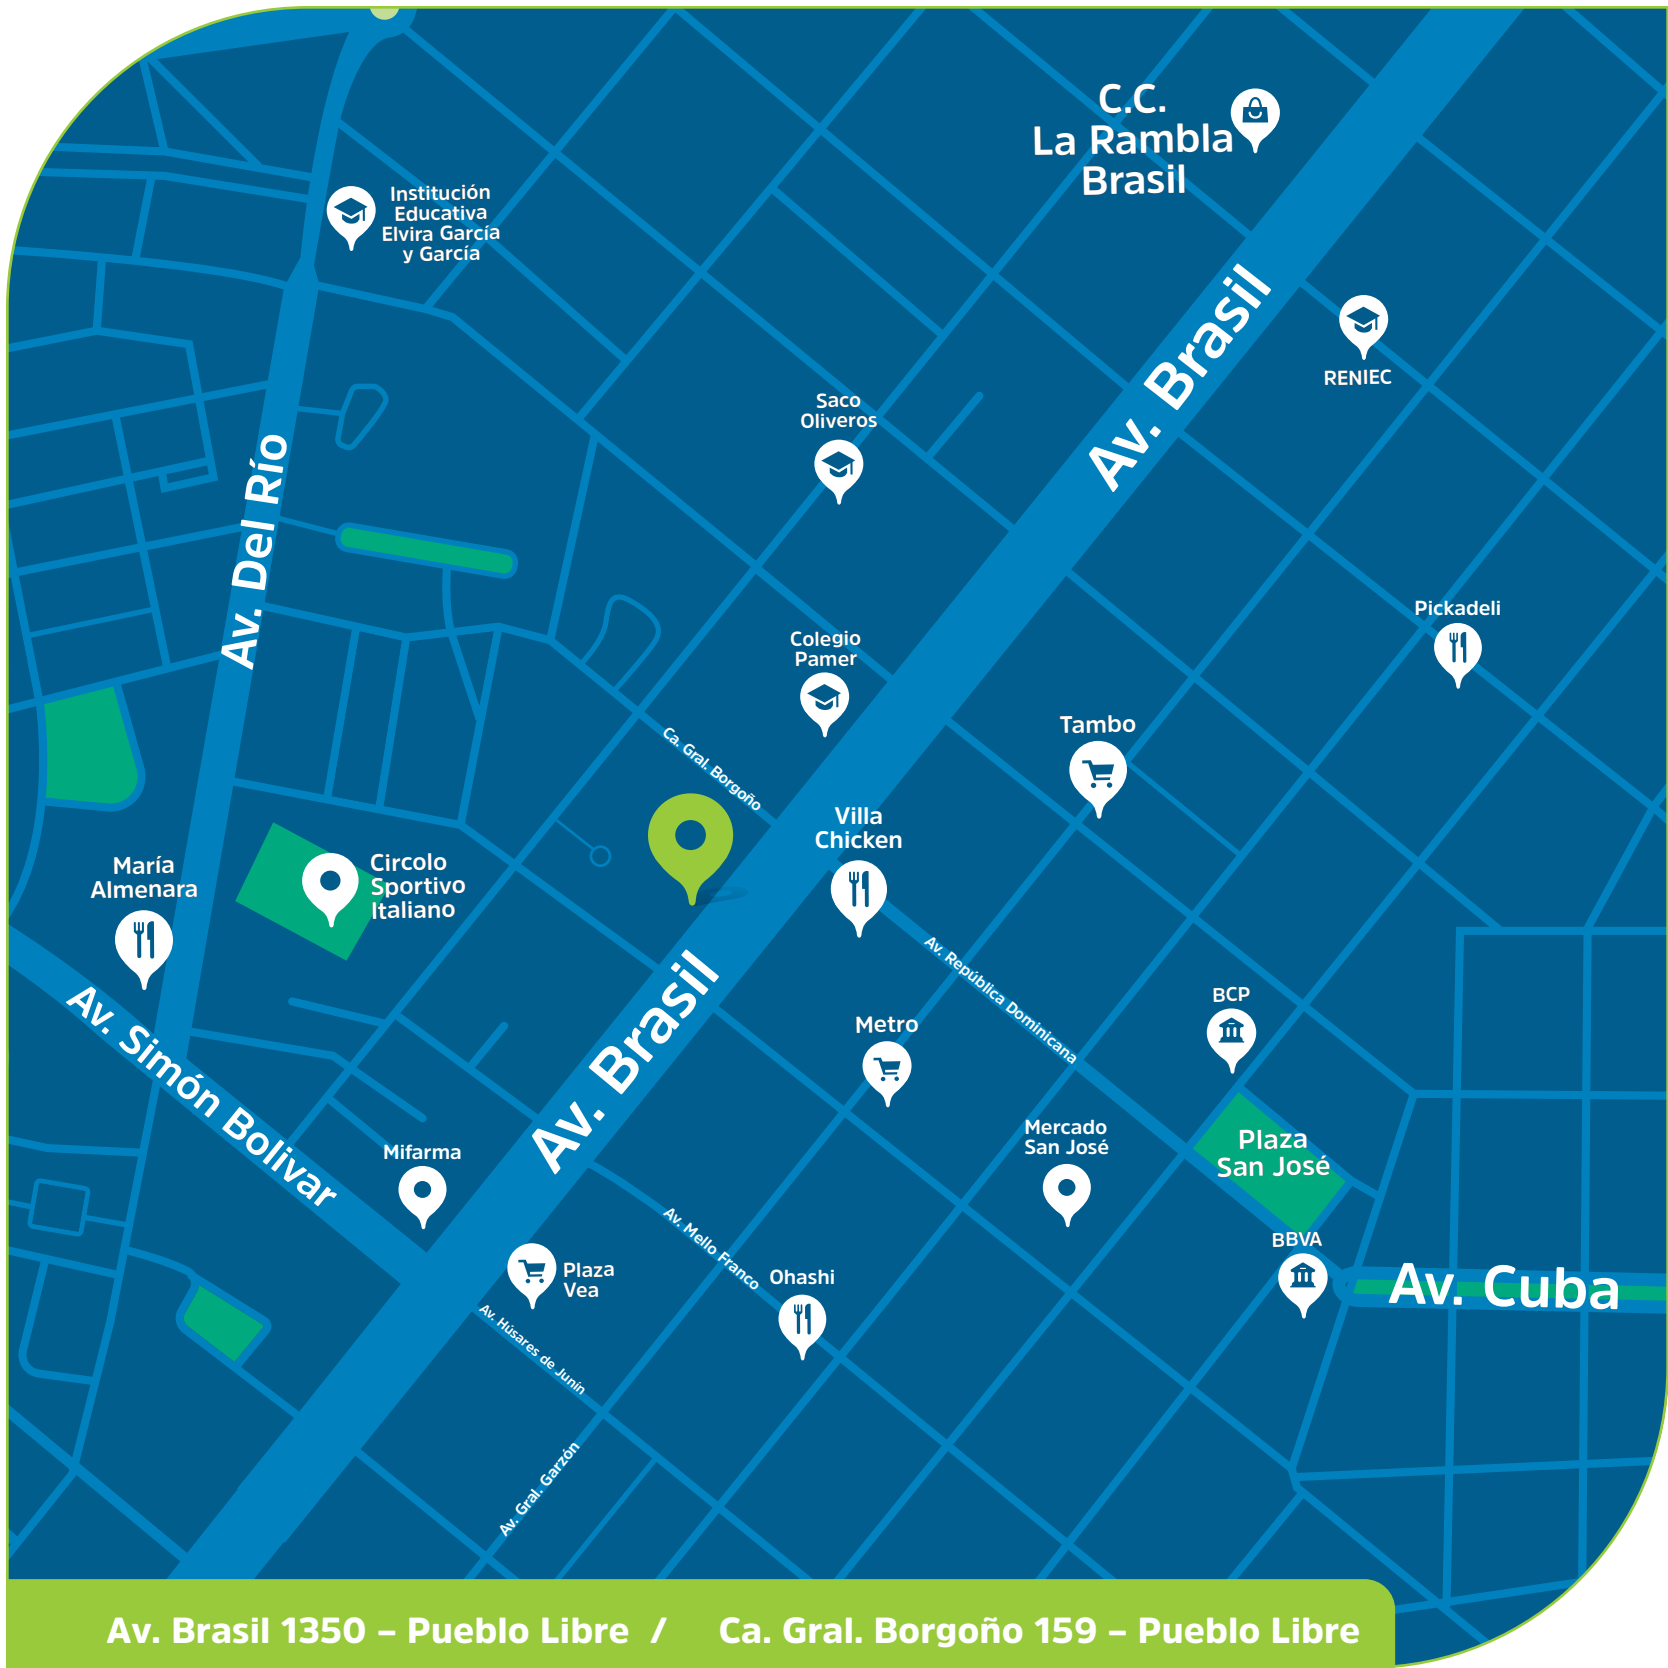 C.C.
La Rambla
Brasil
Institución
Educativa
Elvira García
y García
Av. Brasil
RENIEC
Saco
Oliveros
Av. Del Río
Pickadeli
Colegio
Pamer
Tambo
Ca. Gral. Borgoño
Villa
Chicken
María
Almenara
Circolo
Sportivo
Italiano
Av. República Dominicana
Av. Brasil
BCP
Av. Simón Bolivar
Metro
Mercado
San José
Plaza
San José
Mifarma
Av. Mello Franco
BBVA
Plaza
Vea
Ohashi
Av. Cuba
Av. Húsares de Junín
Av. Gral. Garzón
Av. Brasil 1350 – Pueblo Libre / Ca. Gral. Borgoño 159 – Pueblo Libre